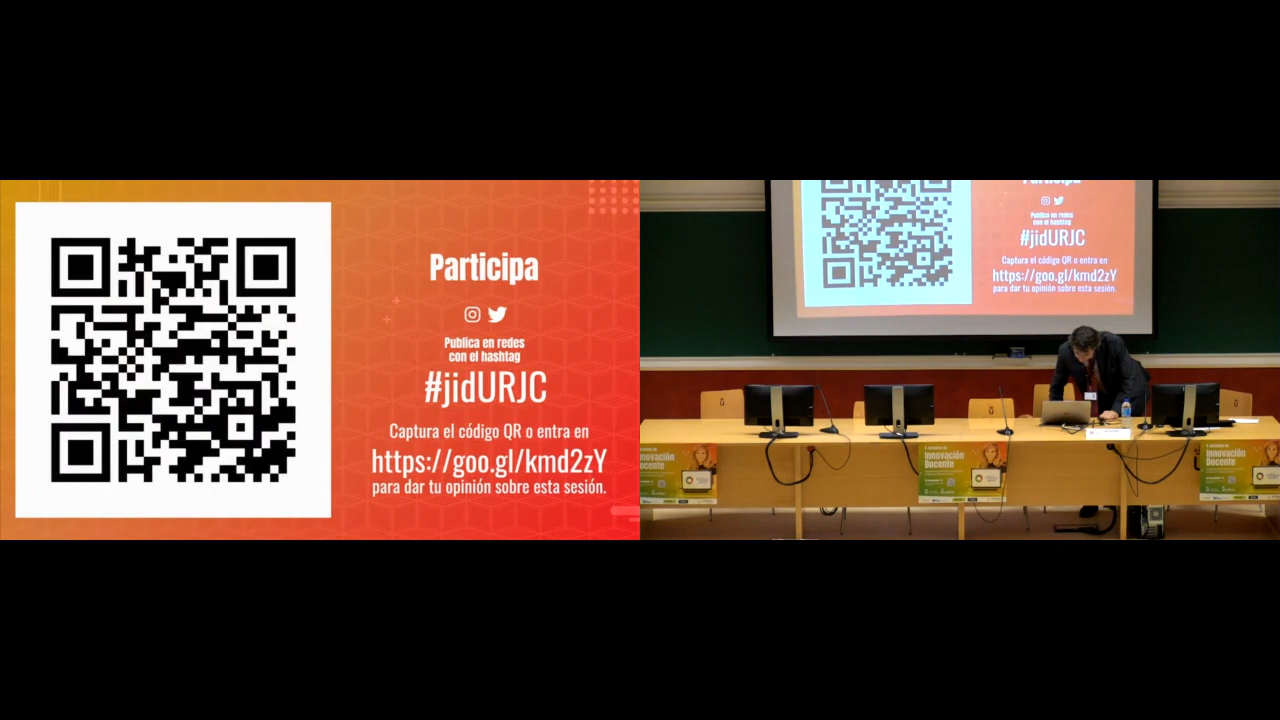 Participa
Publica en redes
con el hashtag
#jidURJC
Captura el código QR o entra en
https://goo.gl/kmd2zY
para dar tu opinión sobre esta sesión.
Participa
Publica en redes
con el hashtag
#jidURJC
Captura el código QR o entra en
https://goo.gl/kmd2zY
para dar tu opinión sobre esta sesión.
Innovación
Docente
Innovación
Docente
Innovación
Docente